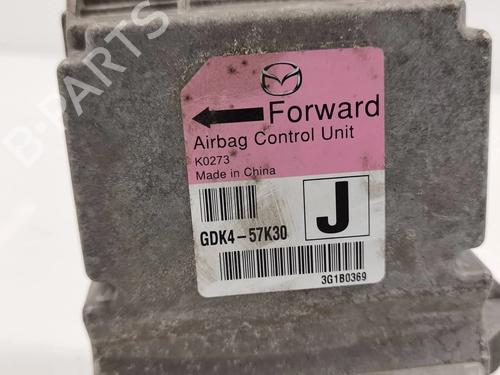 Forward
Airbag Control Unit
K0273
Made in China
J
GDK4-57K30
3G1B0369
B-PARTS